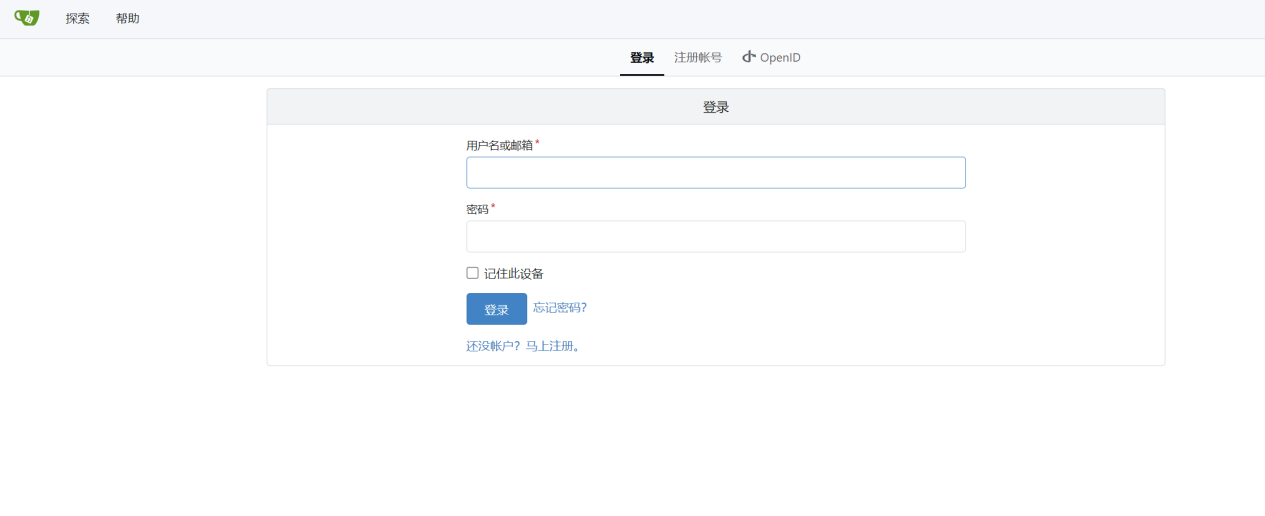 探索 帮助
登录 注册帐号 OpenID
登录
用户名或邮箱*
密码*
记住此设备
登录 忘记密码?
还没帐户? 马上注册。